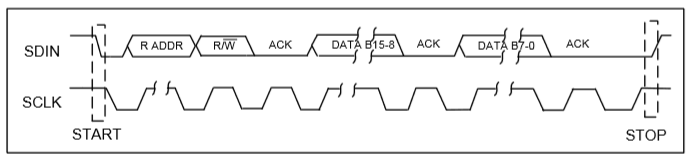 SDIN R ADDR R/W̅ ACK DATA B15-8 ACK DATA B7-0 ACK
SCLK
START STOP